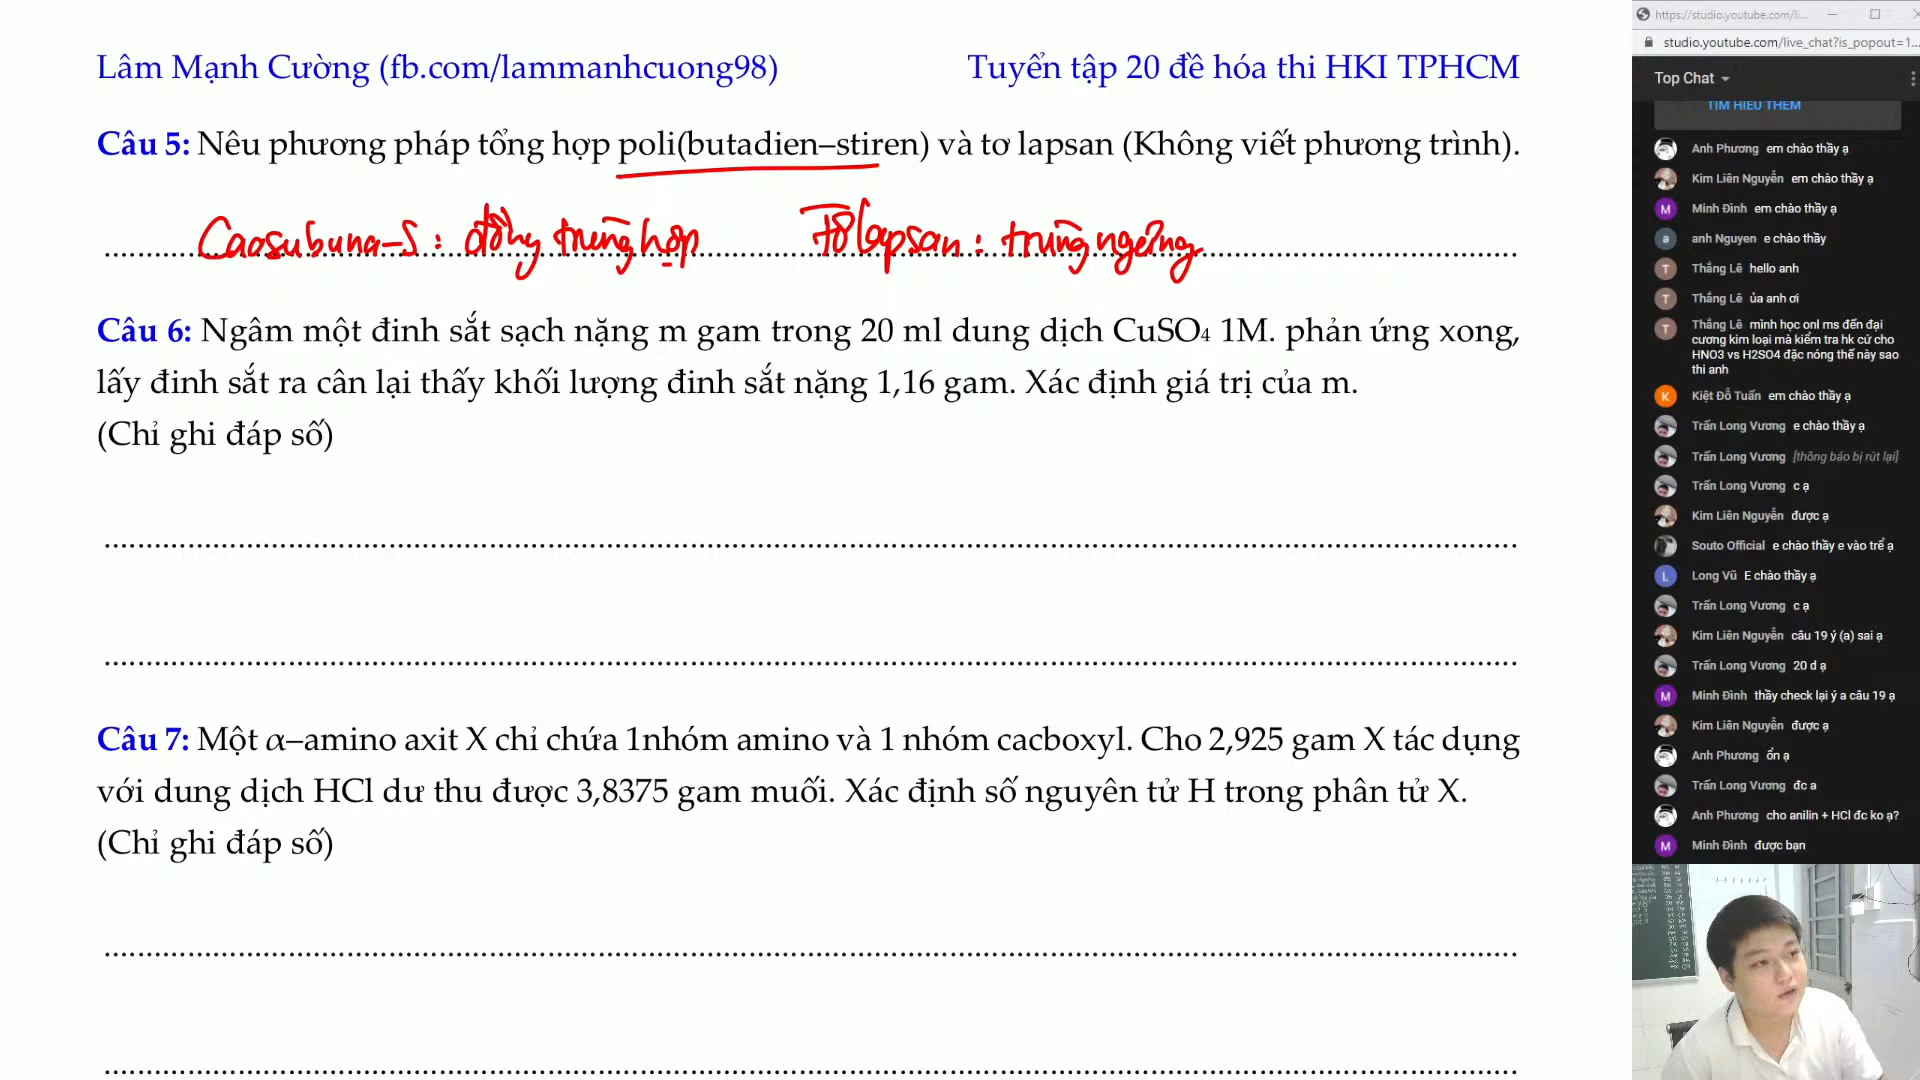 Lâm Mạnh Cường (fb.com/lammanhcuong98) Tuyển tập 20 đề hóa thi HKI TPHCM
Câu 5: Nêu phương pháp tổng hợp poli(butadien–stiren) và tơ lapsan (Không viết phương trình).
Caosubuna-S : đồng trùng hợp Tơ lapsan : trùng ngưng
Câu 6: Ngâm một đinh sắt sạch nặng m gam trong 20 ml dung dịch CuSO₄ 1M. phản ứng xong,
lấy đinh sắt ra cân lại thấy khối lượng đinh sắt nặng 1,16 gam. Xác định giá trị của m.
(Chỉ ghi đáp số)
Câu 7: Một α–amino axit X chỉ chứa 1nhóm amino và 1 nhóm cacboxyl. Cho 2,925 gam X tác dụng
với dung dịch HCl dư thu được 3,8375 gam muối. Xác định số nguyên tử H trong phân tử X.
(Chỉ ghi đáp số)
https://studio.youtube.com/li...
studio.youtube.com/live_chat?is_popout=1...
Top Chat
TÌM HIỂU THÊM
Anh Phương em chào thầy ạ
Kim Liên Nguyễn em chào thầy ạ
Minh Đình em chào thầy ạ
anh Nguyen e chào thầy
Thắng Lê hello anh
Thắng Lê ủa anh ơi
Thắng Lê mình học onl ms đến đại
cương kim loại mà kiểm tra hk cứ cho
HNO3 vs H2SO4 đặc nóng thế này sao
thi anh
Kiệt Đỗ Tuấn em chào thầy ạ
Trần Long Vương e chào thầy ạ
Trần Long Vương [thông báo bị rút lại]
Trần Long Vương c ạ
Kim Liên Nguyễn được ạ
Souto Official e chào thầy e vào trể ạ
Long Vũ E chào thầy ạ
Trần Long Vương c ạ
Kim Liên Nguyễn câu 19 ý (a) sai ạ
Trần Long Vương 20 d ạ
Minh Đình thầy check lại ý a câu 19 ạ
Kim Liên Nguyễn được ạ
Anh Phương ổn ạ
Trần Long Vương đc a
Anh Phương cho anilin + HCl đc ko ạ?
Minh Đình được bạn